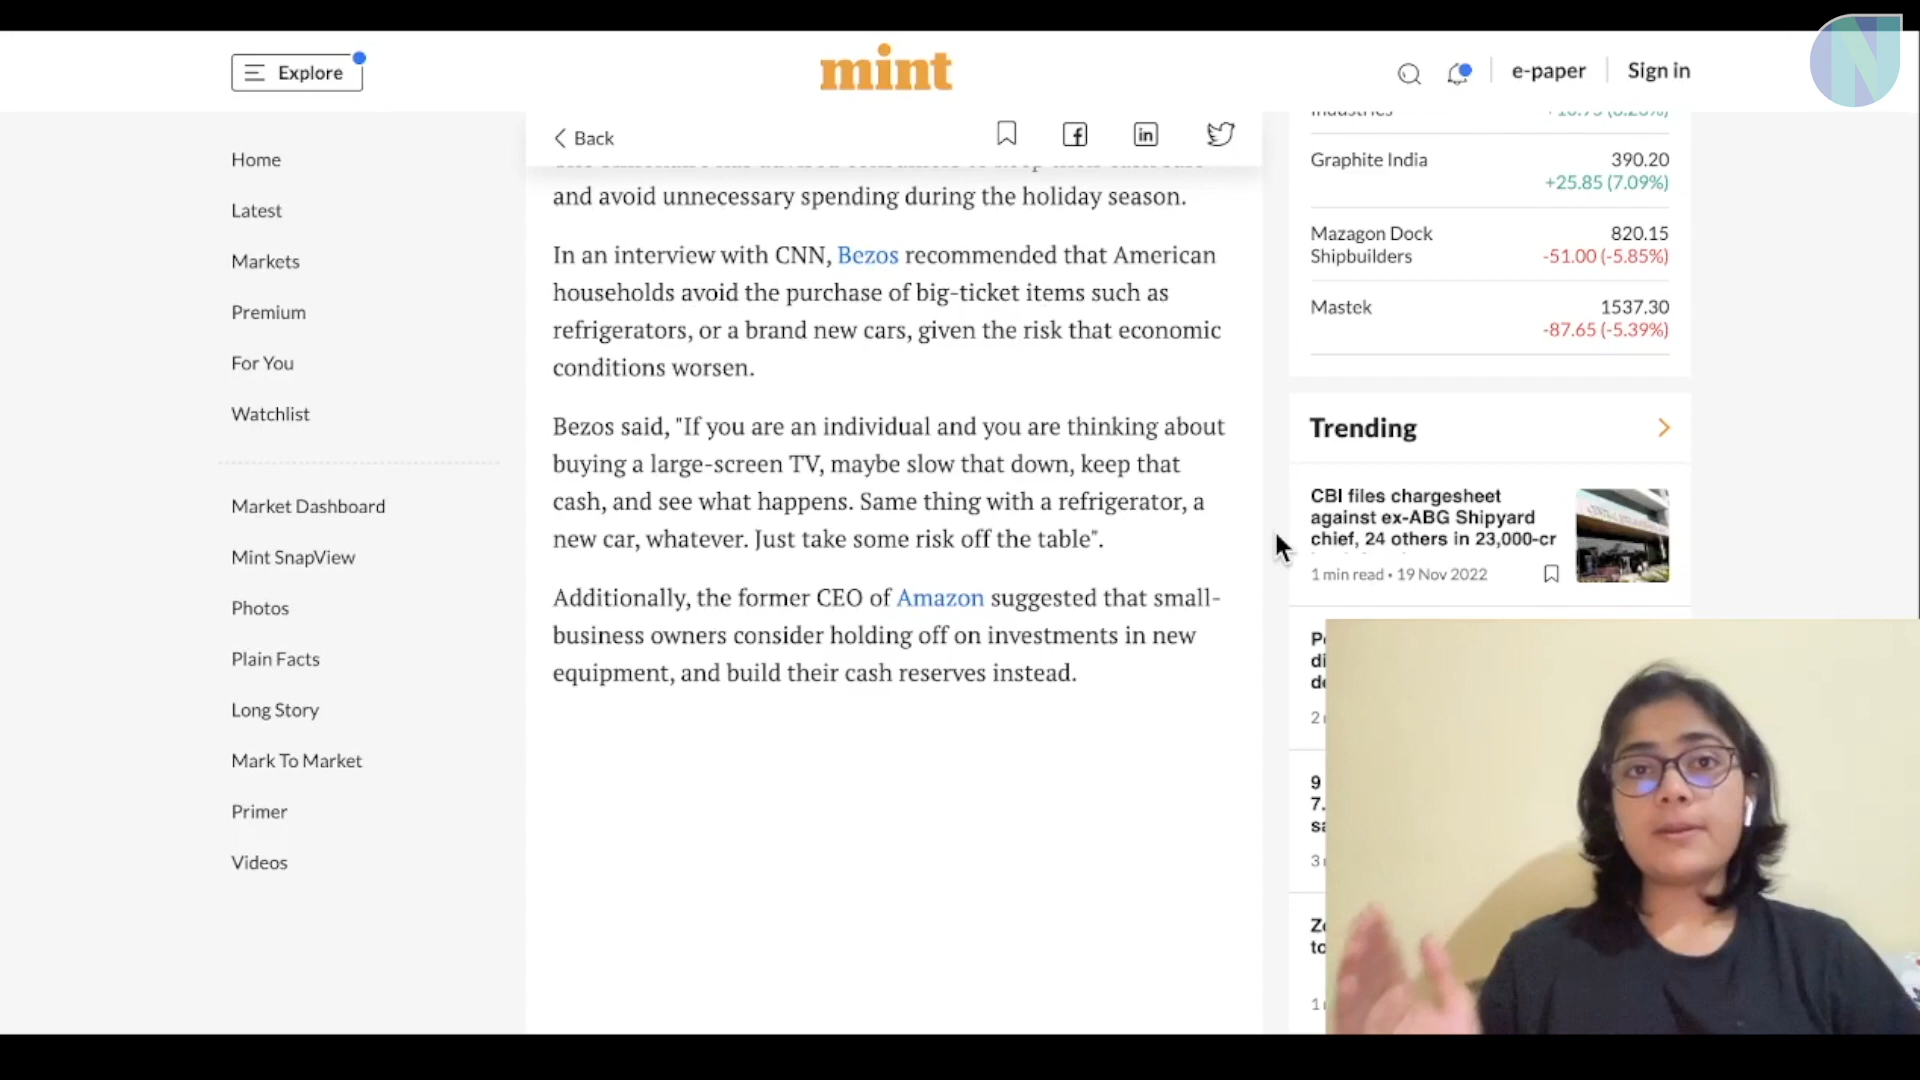 Explore
mint
e-paper
Sign in
N
Home
Latest
Markets
Premium
For You
Watchlist
Market Dashboard
Mint SnapView
Photos
Plain Facts
Long Story
Mark To Market
Primer
Videos
Back
and avoid unnecessary spending during the holiday season.
In an interview with CNN, Bezos recommended that American
households avoid the purchase of big-ticket items such as
refrigerators, or a brand new cars, given the risk that economic
conditions worsen.
Bezos said, "If you are an individual and you are thinking about
buying a large-screen TV, maybe slow that down, keep that
cash, and see what happens. Same thing with a refrigerator, a
new car, whatever. Just take some risk off the table".
Additionally, the former CEO of Amazon suggested that small-
business owners consider holding off on investments in new
equipment, and build their cash reserves instead.
Graphite India 390.20
+25.85 (7.09%)
Mazagon Dock 820.15
Shipbuilders -51.00 (-5.85%)
Mastek 1537.30
-87.65 (-5.39%)
Trending
CBI files chargesheet
against ex-ABG Shipyard
chief, 24 others in 23,000-cr
1 min read • 19 Nov 2022